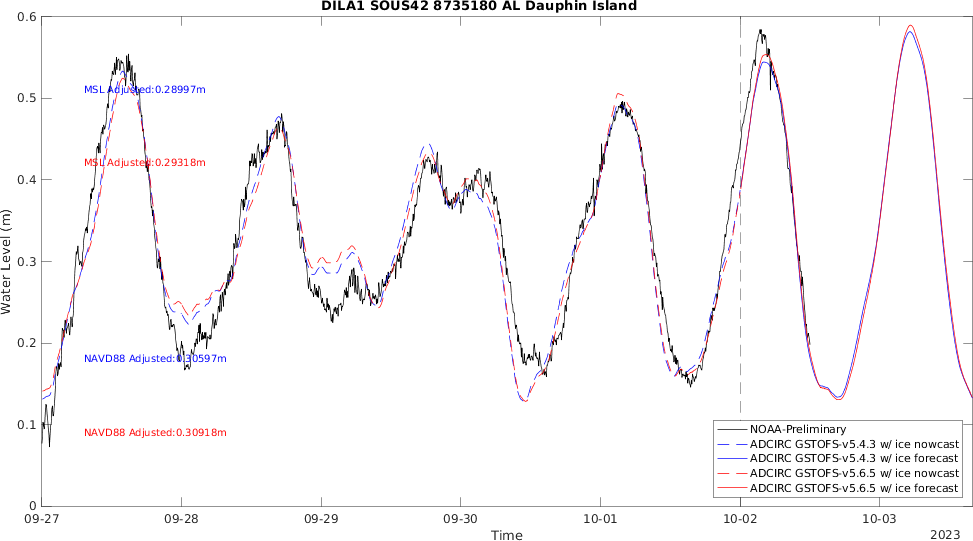 DILA1 SOUS42 8735180 AL Dauphin Island
0.6
0.5
0.4
0.3
0.2
0.1
0
Water Level (m)
MSL Adjusted:0.28997m
MSL Adjusted:0.29318m
NAVD88 Adjusted:0.30597m
NAVD88 Adjusted:0.30918m
NOAA-Preliminary
ADCIRC GSTOFS-v5.4.3 w/ ice nowcast
ADCIRC GSTOFS-v5.4.3 w/ ice forecast
ADCIRC GSTOFS-v5.6.5 w/ ice nowcast
ADCIRC GSTOFS-v5.6.5 w/ ice forecast
09-27 09-28 09-29 09-30 10-01 10-02 10-03
Time
2023